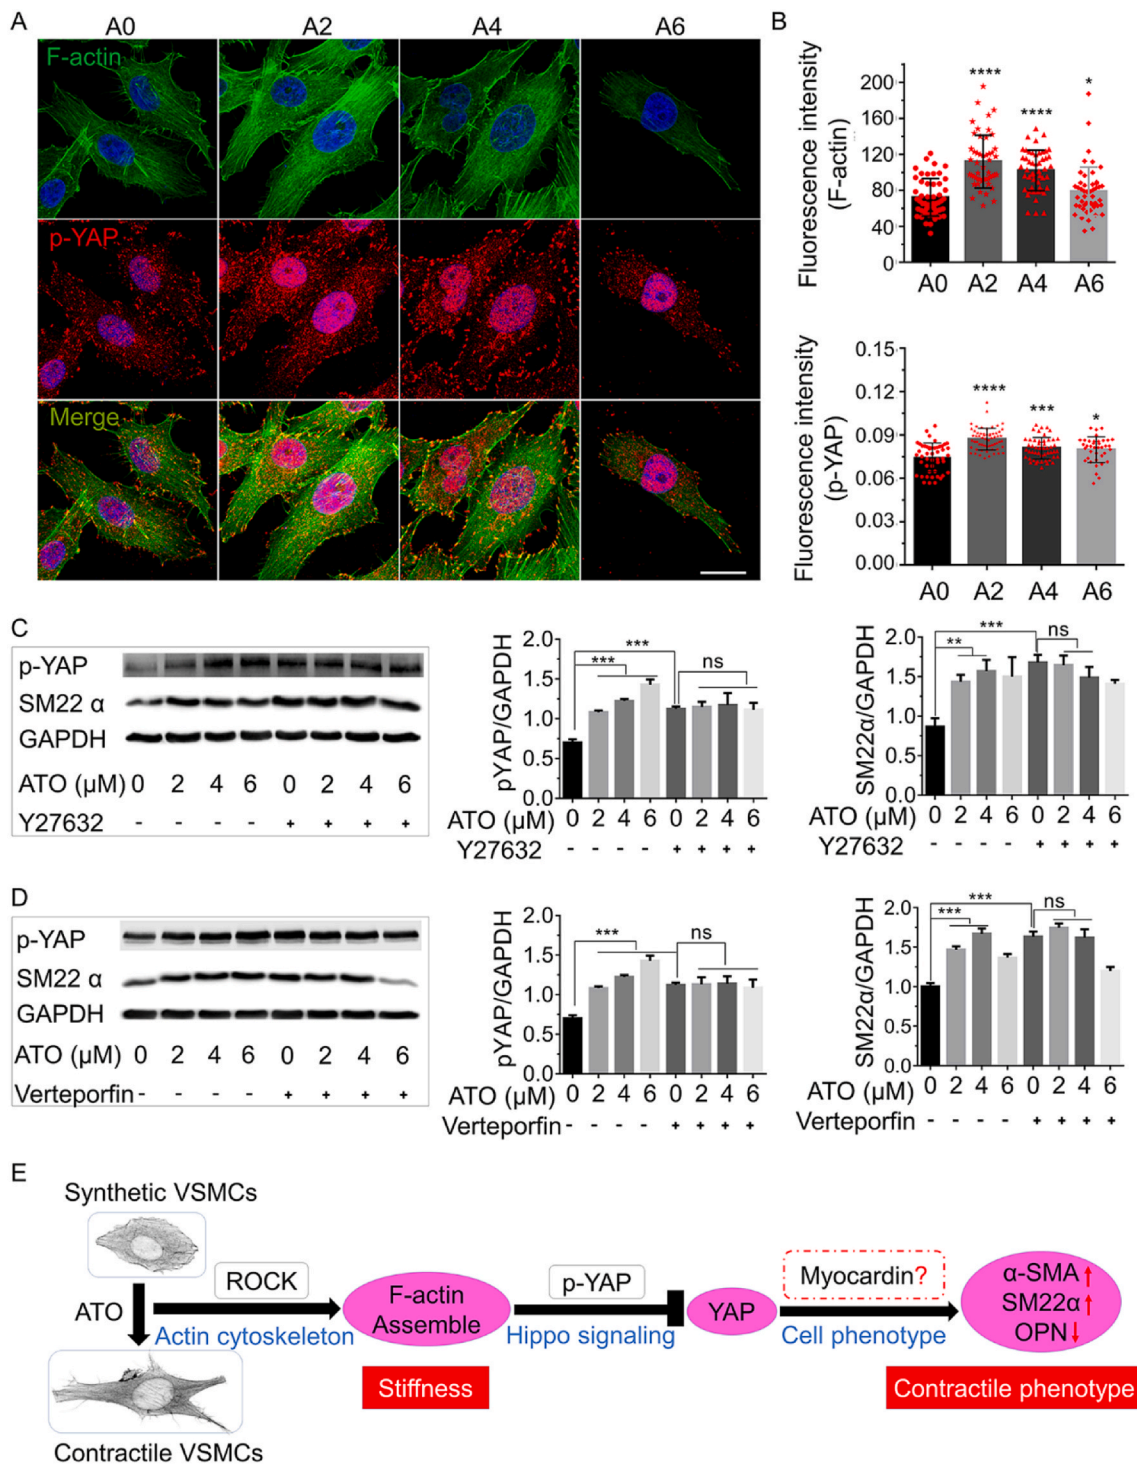 A
A0 A2 A4 A6
F-actin
p-YAP
Merge
B
Fluorescence intensity
(F-actin)
200
160
120
80
40
0
**** **** *
A0 A2 A4 A6
Fluorescence intensity
(p-YAP)
0.15
0.12
0.09
0.06
0.03
0.00
**** *** *
A0 A2 A4 A6
C
p-YAP
SM22 α
GAPDH
ATO (μM) 0 2 4 6 0 2 4 6
Y27632 - - - - + + + +
pYAP/GAPDH
2.0
1.5
1.0
0.5
0.0
***
***
ns
ATO (μM) 0 2 4 6 0 2 4 6
Y27632 - - - - + + + +
SM22α/GAPDH
2.0
1.5
1.0
0.5
0.0
***
**
ns
ATO (μM) 0 2 4 6 0 2 4 6
Y27632 - - - - + + + +
D
p-YAP
SM22 α
GAPDH
ATO (μM) 0 2 4 6 0 2 4 6
Verteporfin - - - - + + + +
pYAP/GAPDH
2.0
1.5
1.0
0.5
0.0
***
ns
ATO (μM) 0 2 4 6 0 2 4 6
Verteporfin - - - - + + + +
SM22α/GAPDH
2.0
1.5
1.0
0.5
0.0
***
***
ns
ATO (μM) 0 2 4 6 0 2 4 6
Verteporfin - - - - + + + +
E
Synthetic VSMCs
ATO
Contractile VSMCs
ROCK
Actin cytoskeleton
F-actin
Assemble
Stiffness
p-YAP
Hippo signaling
YAP
Myocardin?
Cell phenotype
α-SMA↑
SM22α↑
OPN↓
Contractile phenotype